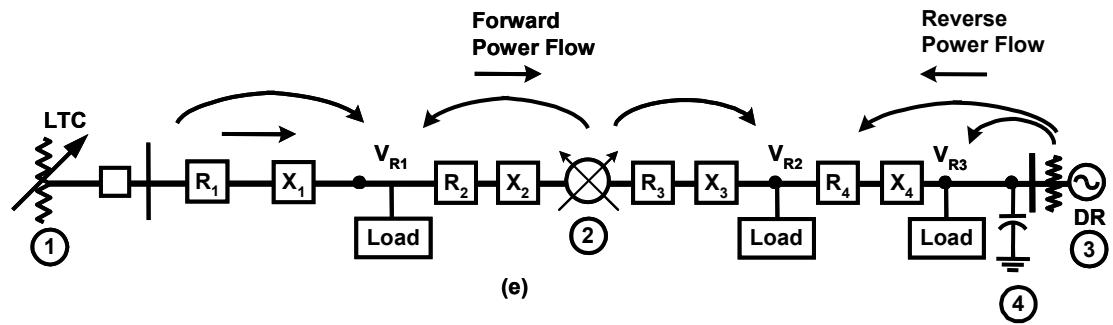 Forward
Power Flow
Reverse
Power Flow
LTC
R1
X1
VR1
R2
X2
R3
X3
VR2
R4
X4
VR3
DR
Load
Load
Load
1
2
3
4
(e)